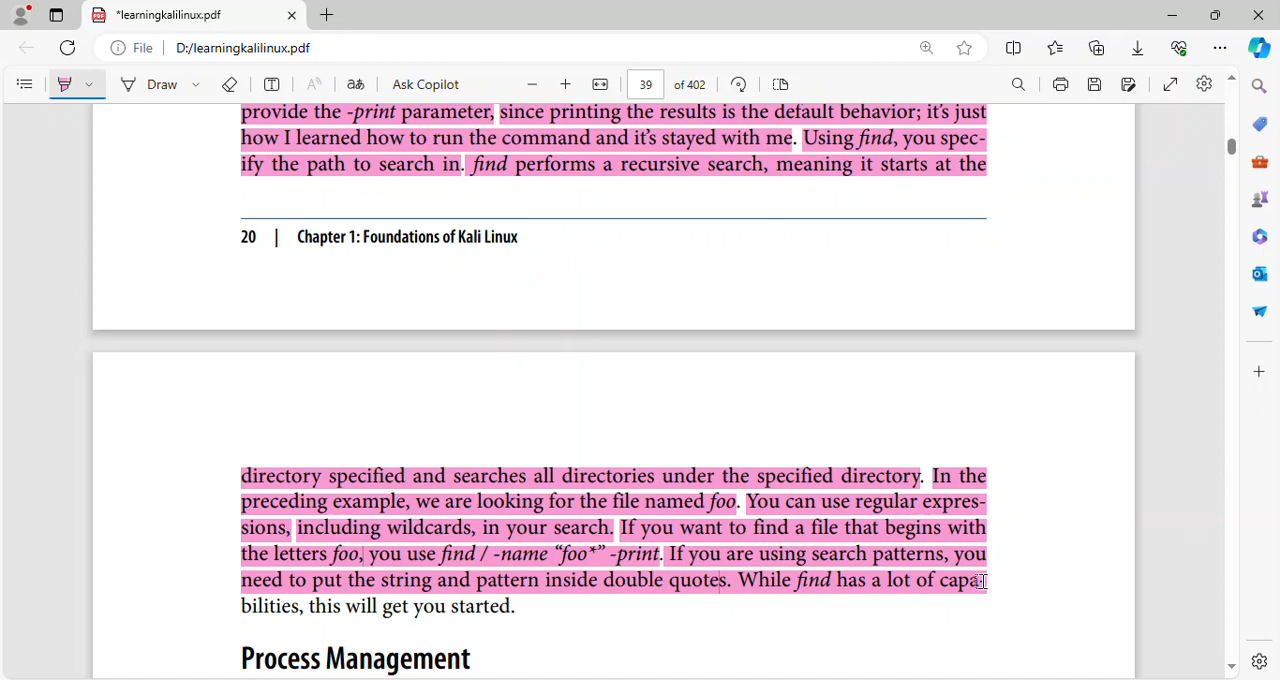 *learningkalilinux.pdf
File
D:/learningkalilinux.pdf
Draw
Ask Copilot
39
of 402
provide the -print parameter, since printing the results is the default behavior; it's just
how I learned how to run the command and it's stayed with me. Using find, you spec-
ify the path to search in. find performs a recursive search, meaning it starts at the
20 | Chapter 1: Foundations of Kali Linux
directory specified and searches all directories under the specified directory. In the
preceding example, we are looking for the file named foo. You can use regular expres-
sions, including wildcards, in your search. If you want to find a file that begins with
the letters foo, you use find / -name “foo*” -print. If you are using search patterns, you
need to put the string and pattern inside double quotes. While find has a lot of capa-
bilities, this will get you started.
Process Management